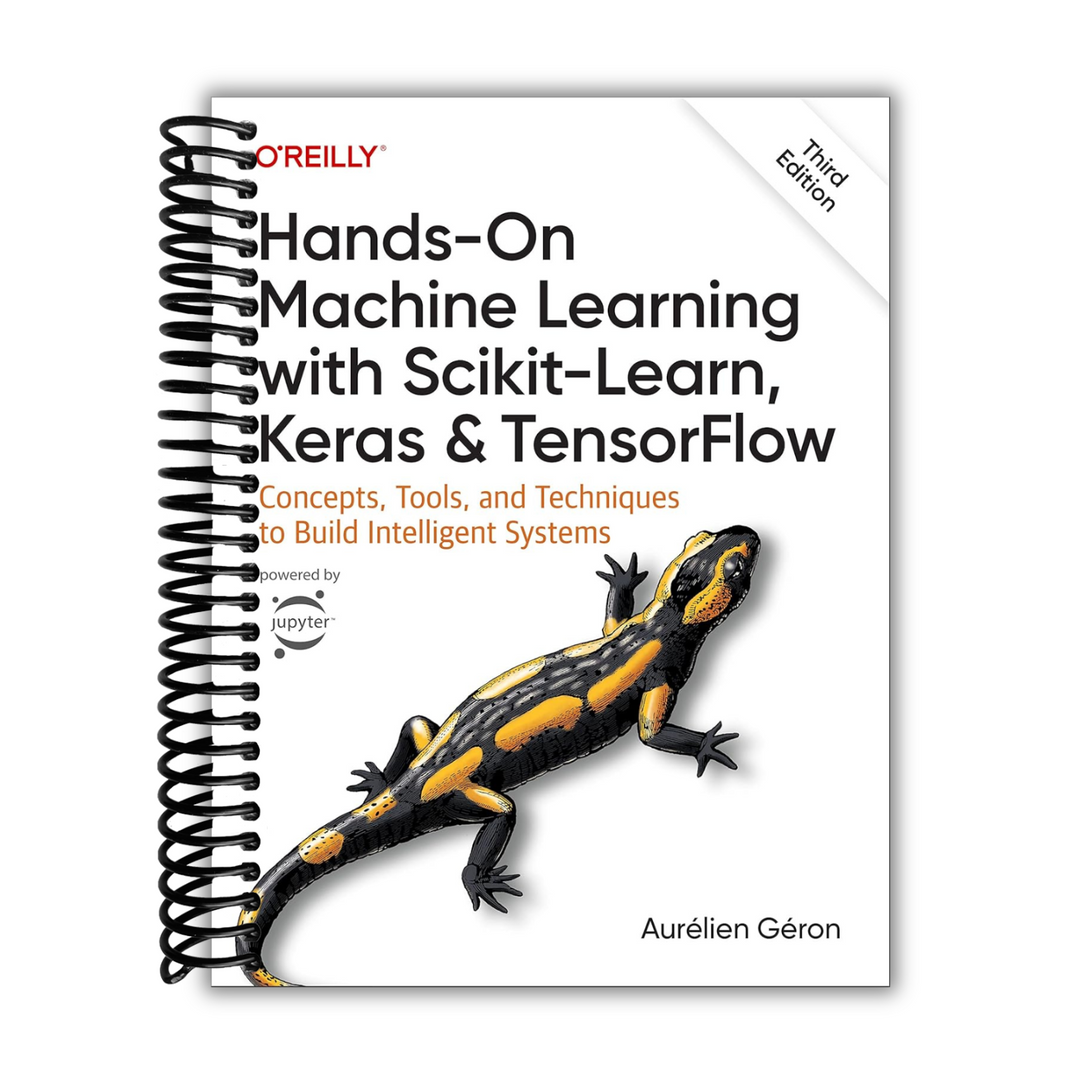 O'REILLY®
Third
Edition
Hands-On
Machine Learning
with Scikit-Learn,
Keras & TensorFlow
Concepts, Tools, and Techniques
to Build Intelligent Systems
powered by
jupyter™
Aurélien Géron